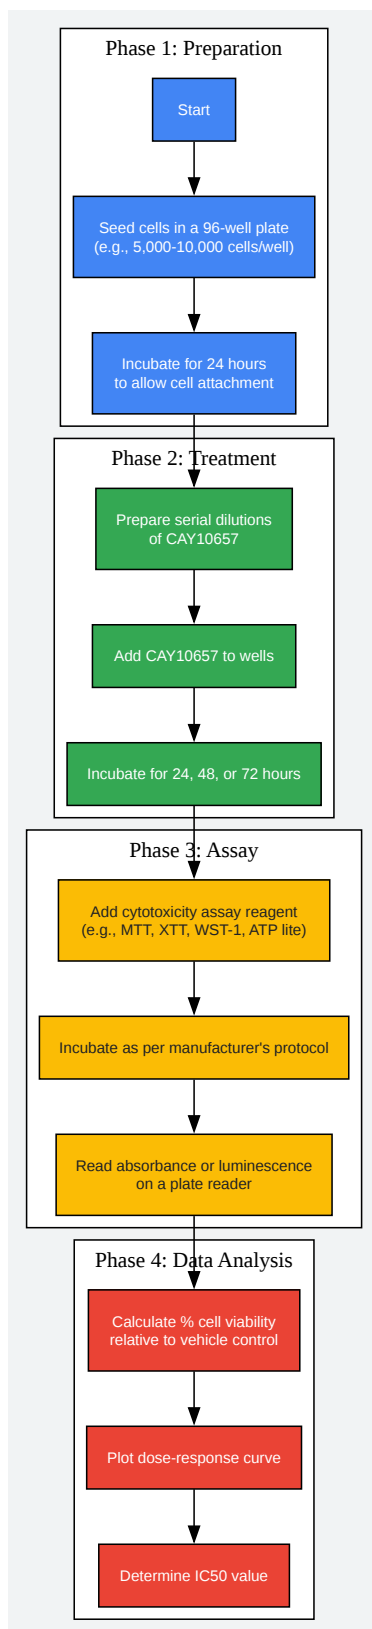 Phase 1: Preparation
Start
Seed cells in a 96-well plate
(e.g., 5,000-10,000 cells/well)
Incubate for 24 hours
to allow cell attachment
Phase 2: Treatment
Prepare serial dilutions
of CAY10657
Add CAY10657 to wells
Incubate for 24, 48, or 72 hours
Phase 3: Assay
Add cytotoxicity assay reagent
(e.g., MTT, XTT, WST-1, ATP lite)
Incubate as per manufacturer's protocol
Read absorbance or luminescence
on a plate reader
Phase 4: Data Analysis
Calculate % cell viability
relative to vehicle control
Plot dose-response curve
Determine IC50 value